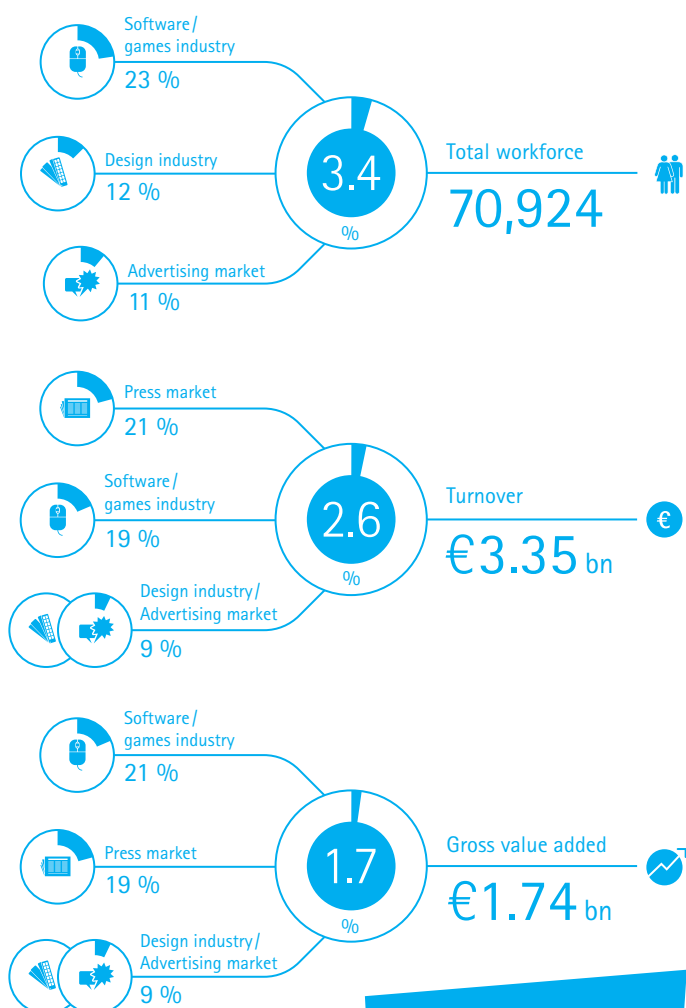 Software/
games industry
23 %
Design industry
12 %
Advertising market
11 %
3.4
%
Total workforce
70,924
Press market
21 %
Software/
games industry
19 %
Design industry/
Advertising market
9 %
2.6
%
Turnover
€3.35 bn
€
Software/
games industry
21 %
Press market
19 %
Design industry/
Advertising market
9 %
1.7
%
Gross value added
€1.74 bn